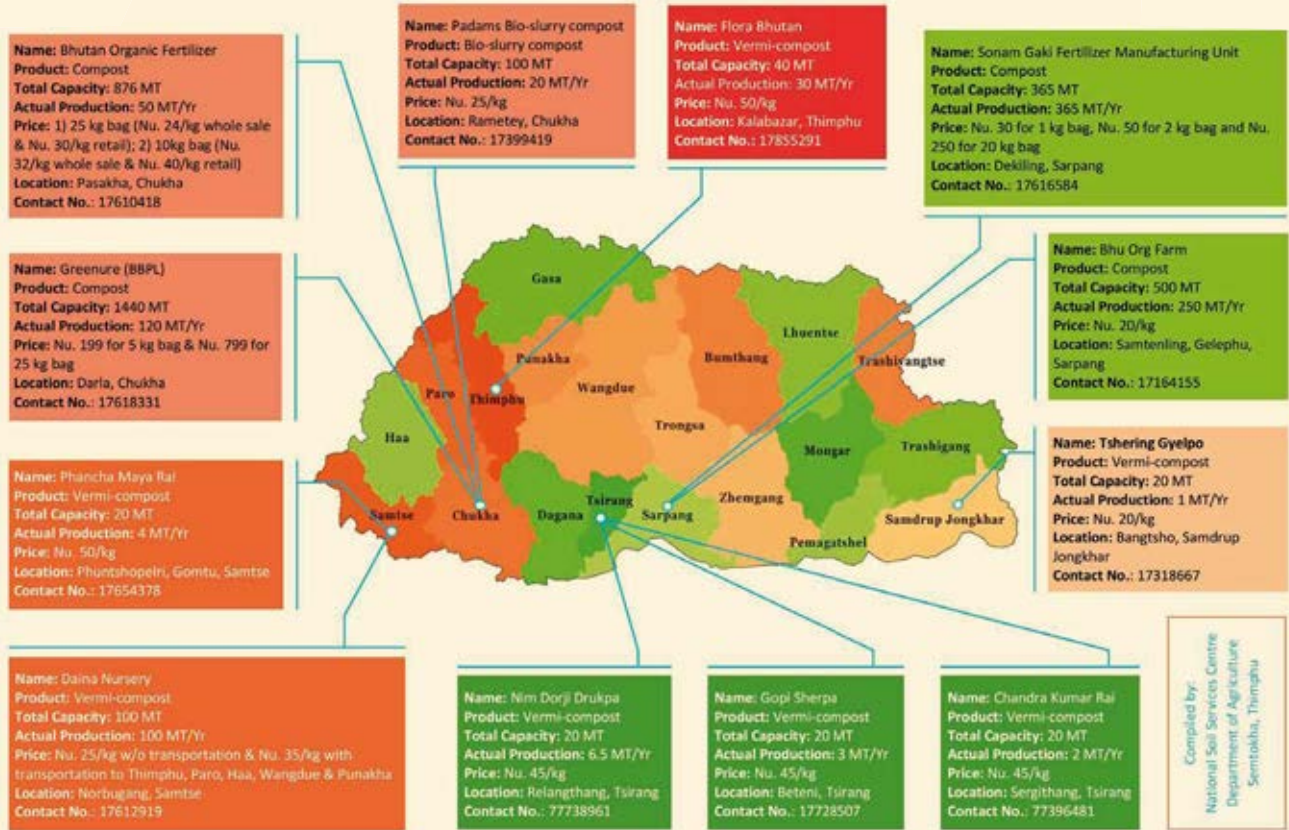 Name: Bhutan Organic Fertilizer
Product: Compost
Total Capacity: 876 MT
Actual Production: 50 MT/Yr
Price: 1) 25 kg bag (Nu. 24/kg whole sale
& Nu. 30/kg retail); 2) 10kg bag (Nu.
32/kg whole sale & Nu. 40/kg retail)
Location: Pasakha, Chukha
Contact No.: 17610418
Name: Padams Bio-slurry compost
Product: Bio-slurry compost
Total Capacity: 100 MT
Actual Production: 20 MT/Yr
Price: Nu. 25/kg
Location: Rametey, Chukha
Contact No.: 17399419
Name: Flora Bhutan
Product: Vermi-compost
Total Capacity: 40 MT
Actual Production: 30 MT/Yr
Price: Nu. 50/kg
Location: Kalabazar, Thimphu
Contact No.: 17855291
Name: Sonam Gaki Fertilizer Manufacturing Unit
Product: Compost
Total Capacity: 365 MT
Actual Production: 365 MT/Yr
Price: Nu. 30 for 1 kg bag, Nu. 50 for 2 kg bag and Nu.
250 for 20 kg bag
Location: Dekiling, Sarpang
Contact No.: 17616584
Name: Greenure (BBPL)
Product: Compost
Total Capacity: 1440 MT
Actual Production: 120 MT/Yr
Price: Nu. 199 for 5 kg bag & Nu. 799 for
25 kg bag
Location: Darla, Chukha
Contact No.: 17618331
Name: Bhu Org Farm
Product: Compost
Total Capacity: 500 MT
Actual Production: 250 MT/Yr
Price: Nu. 20/kg
Location: Samtenling, Gelephu,
Sarpang
Contact No.: 17164155
Gasa
Lhuentse
Punakha
Bumthang
Trashiyangtse
Wangdue
Paro
Thimphu
Trongsa
Haa
Mongar
Trashigang
Tsirang
Zhemgang
Samtse
Chukha
Dagana
Sarpang
Samdrup Jongkhar
Pemagatshel
Name: Phancha Maya Rai
Product: Vermi-compost
Total Capacity: 20 MT
Actual Production: 4 MT/Yr
Price: Nu. 50/kg
Location: Phuntshopelri, Gomtu, Samtse
Contact No.: 17654378
Name: Tshering Gyelpo
Product: Vermi-compost
Total Capacity: 20 MT
Actual Production: 1 MT/Yr
Price: Nu. 20/kg
Location: Bangtsho, Samdrup
Jongkhar
Contact No.: 17318667
Name: Daina Nursery
Product: Vermi-compost
Total Capacity: 100 MT
Actual Production: 100 MT/Yr
Price: Nu. 25/kg w/o transportation & Nu. 35/kg with
transportation to Thimphu, Paro, Haa, Wangdue & Punakha
Location: Norbugang, Samtse
Contact No.: 17612919
Name: Nim Dorji Drukpa
Product: Vermi-compost
Total Capacity: 20 MT
Actual Production: 6.5 MT/Yr
Price: Nu. 45/kg
Location: Relangthang, Tsirang
Contact No.: 77738961
Name: Gopi Sherpa
Product: Vermi-compost
Total Capacity: 20 MT
Actual Production: 3 MT/Yr
Price: Nu. 45/kg
Location: Beteni, Tsirang
Contact No.: 17728507
Name: Chandra Kumar Rai
Product: Vermi-compost
Total Capacity: 20 MT
Actual Production: 2 MT/Yr
Price: Nu. 45/kg
Location: Sergithang, Tsirang
Contact No.: 77396481
Compiled by:
National Soil Services Centre
Department of Agriculture
Semtokha, Thimphu